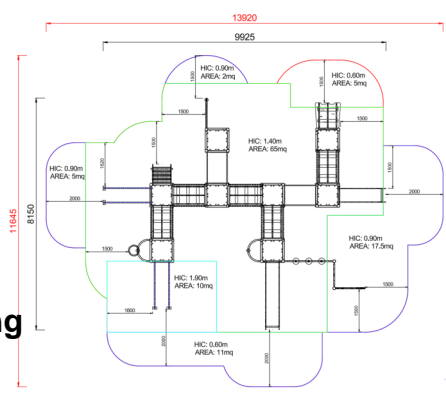 13920
9925
HIC: 0.90m
AREA: 2mq
HIC: 0.60m
AREA: 5mq
1500
1500
1500
1500
HIC: 1.40m
AREA: 65mq
1500
1520
1500
HIC: 0.90m
AREA: 5mq
2000
2000
11645
8150
1500
HIC: 0.90m
AREA: 17.5mq
HIC: 1.90m
AREA: 10mq
1500
1600
1500
ng
2000
2000
HIC: 0.60m
AREA: 11mq